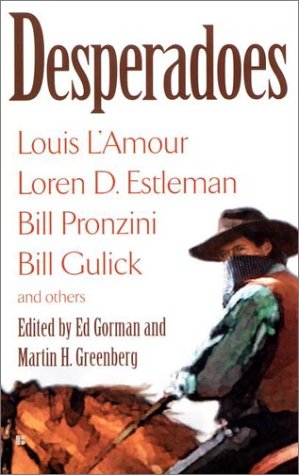 Desperadoes
Louis L'Amour
Loren D. Estleman
Bill Pronzini
Bill Gulick
and others
Edited by Ed Gorman and
Martin H. Greenberg